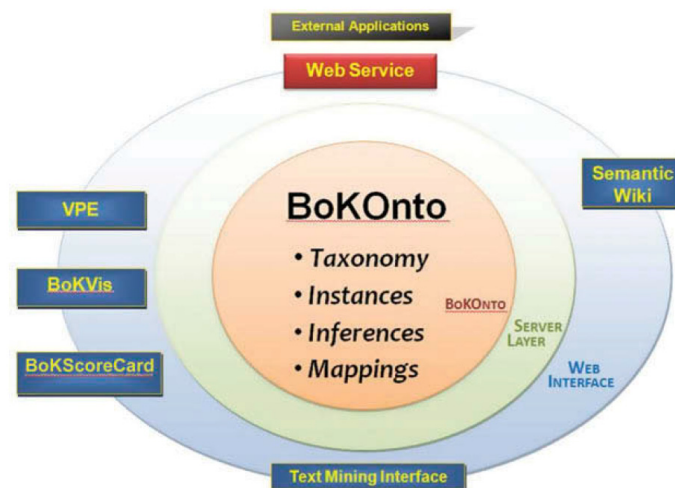 External Applications
Web Service
Semantic
Wiki
VPE
BoKOnto
• Taxonomy
BoKVis
• Instances
BOKONTO
• Inferences
SERVER
LAYER
BoKScoreCard
• Mappings
WEB
INTERFACE
Text Mining Interface